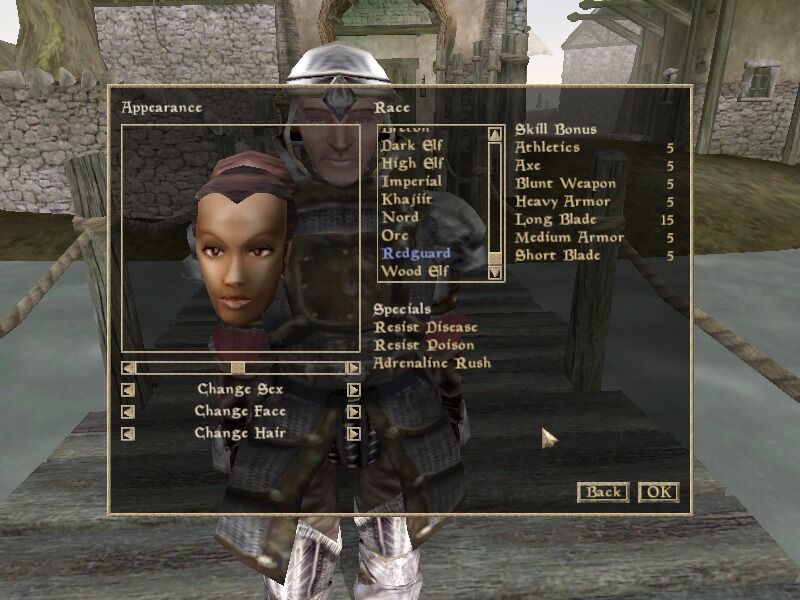 Appearance
Race
Breton
Dark Elf
High Elf
Imperial
Khajiit
Nord
Orc
Redguard
Wood Elf
Skill Bonus
Athletics 5
Axe 5
Blunt Weapon 5
Heavy Armor 5
Long Blade 15
Medium Armor 5
Short Blade 5
Specials
Resist Disease
Resist Poison
Adrenaline Rush
Change Sex
Change Face
Change Hair
Back OK